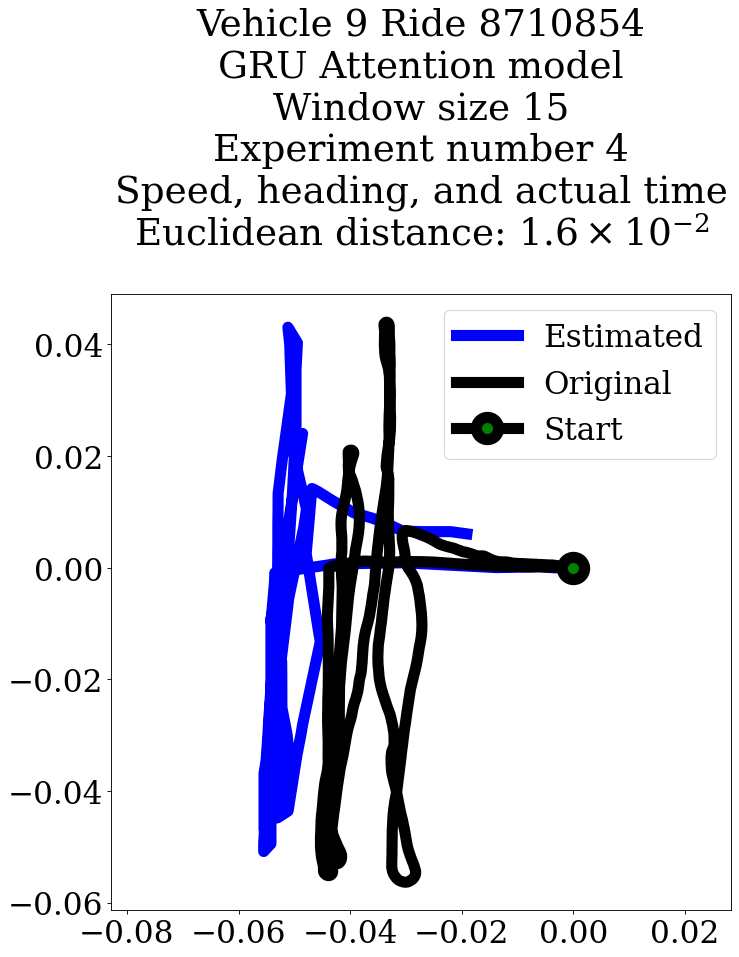 Vehicle 9 Ride 8710854
GRU Attention model
Window size 15
Experiment number 4
Speed, heading, and actual time
Euclidean distance: 1.6 × 10⁻²
Estimated
Original
Start
0.04
0.02
0.00
−0.02
−0.04
−0.06
−0.08 −0.06 −0.04 −0.02 0.00 0.02